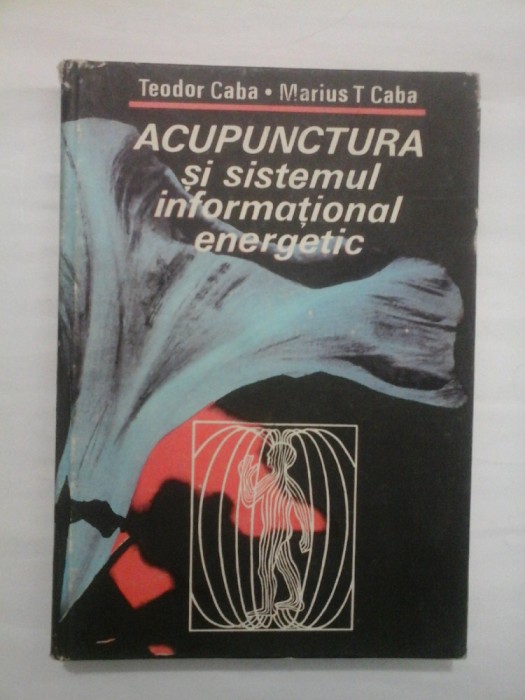 Teodor Caba • Marius T Caba
ACUPUNCTURA
și sistemul
informațional
energetic